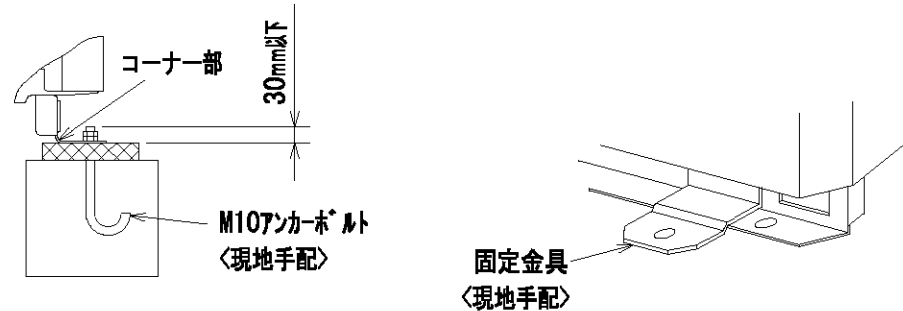 コーナー部
30mm以下
M10アンカーボルト
〈現地手配〉
固定金具
〈現地手配〉